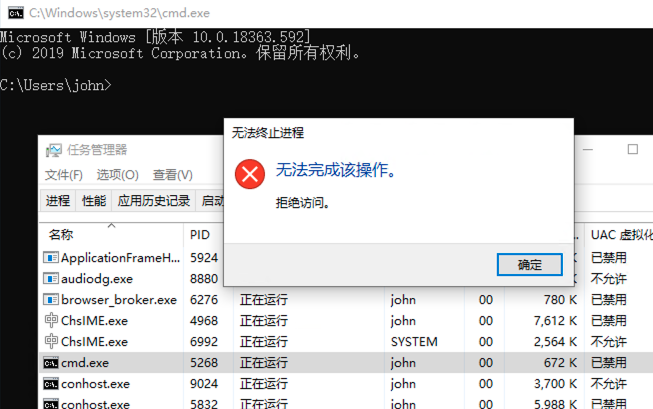 C:\Windows\system32\cmd.exe
Microsoft Windows [版本 10.0.18363.592]
(c) 2019 Microsoft Corporation。保留所有权利。
C:\Users\john>
无法终止进程
任务管理器
无法完成该操作。
文件(F) 选项(O) 查看(V)
拒绝访问。
进程 性能 应用历史记录 启动
确定
名称 PID UAC 虚拟化
ApplicationFrameH... 5924 K 已禁用
audiodg.exe 8880 K 不允许
browser_broker.exe 6276 正在运行 john 00 780 K 已禁用
ChsIME.exe 4968 正在运行 john 00 7,612 K 已禁用
ChsIME.exe 6992 正在运行 SYSTEM 00 2,564 K 不允许
cmd.exe 5268 正在运行 john 00 672 K 已禁用
conhost.exe 9024 正在运行 john 00 3,700 K 不允许
conhost.exe 5832 正在运行 john 00 5,988 K 已禁用